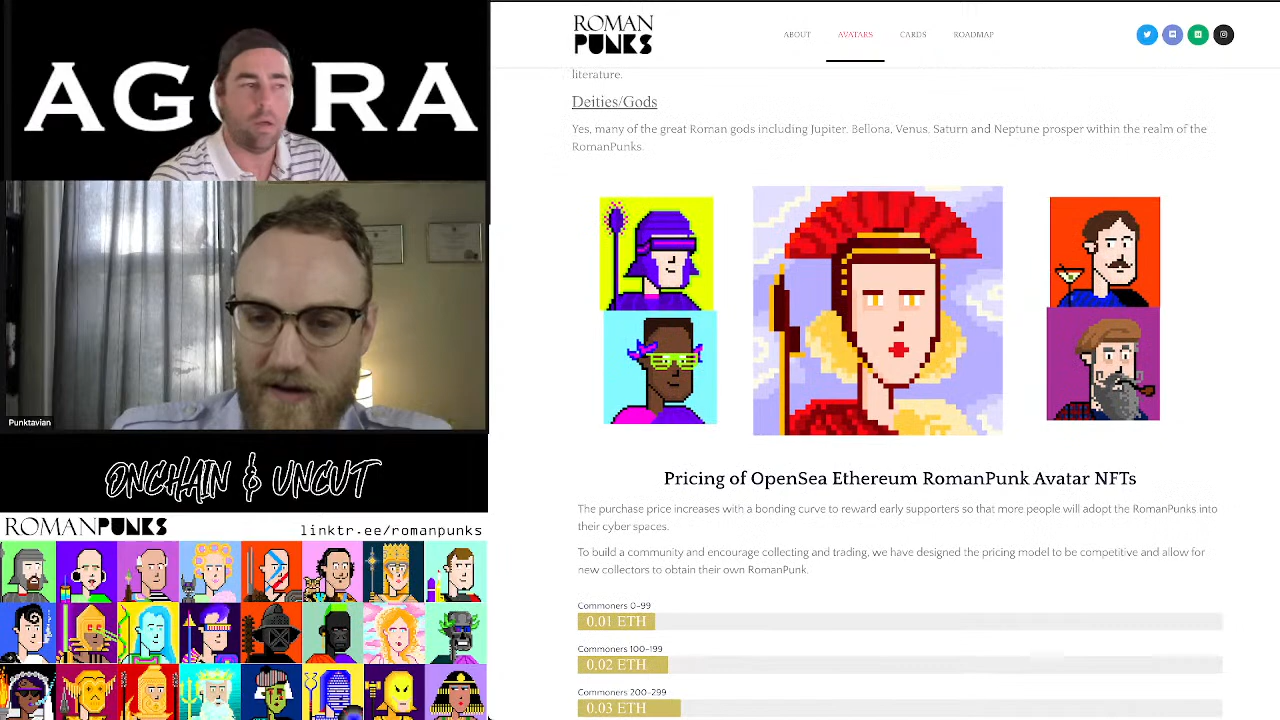 AGORA
Punktavian
ONCHAIN & UNCUT
ROMANPUNKS
linktr.ee/romanpunks
ROMAN
PUNKS
ABOUT
AVATARS
CARDS
ROADMAP
literature.
Deities/Gods
Yes, many of the great Roman gods including Jupiter, Bellona, Venus, Saturn and Neptune prosper within the realm of the
RomanPunks.
Pricing of OpenSea Ethereum RomanPunk Avatar NFTs
The purchase price increases with a bonding curve to reward early supporters so that more people will adopt the RomanPunks into
their cyber spaces.
To build a community and encourage collecting and trading, we have designed the pricing model to be competitive and allow for
new collectors to obtain their own RomanPunk.
Commoners 0-99
0.01 ETH
Commoners 100-199
0.02 ETH
Commoners 200-299
0.03 ETH